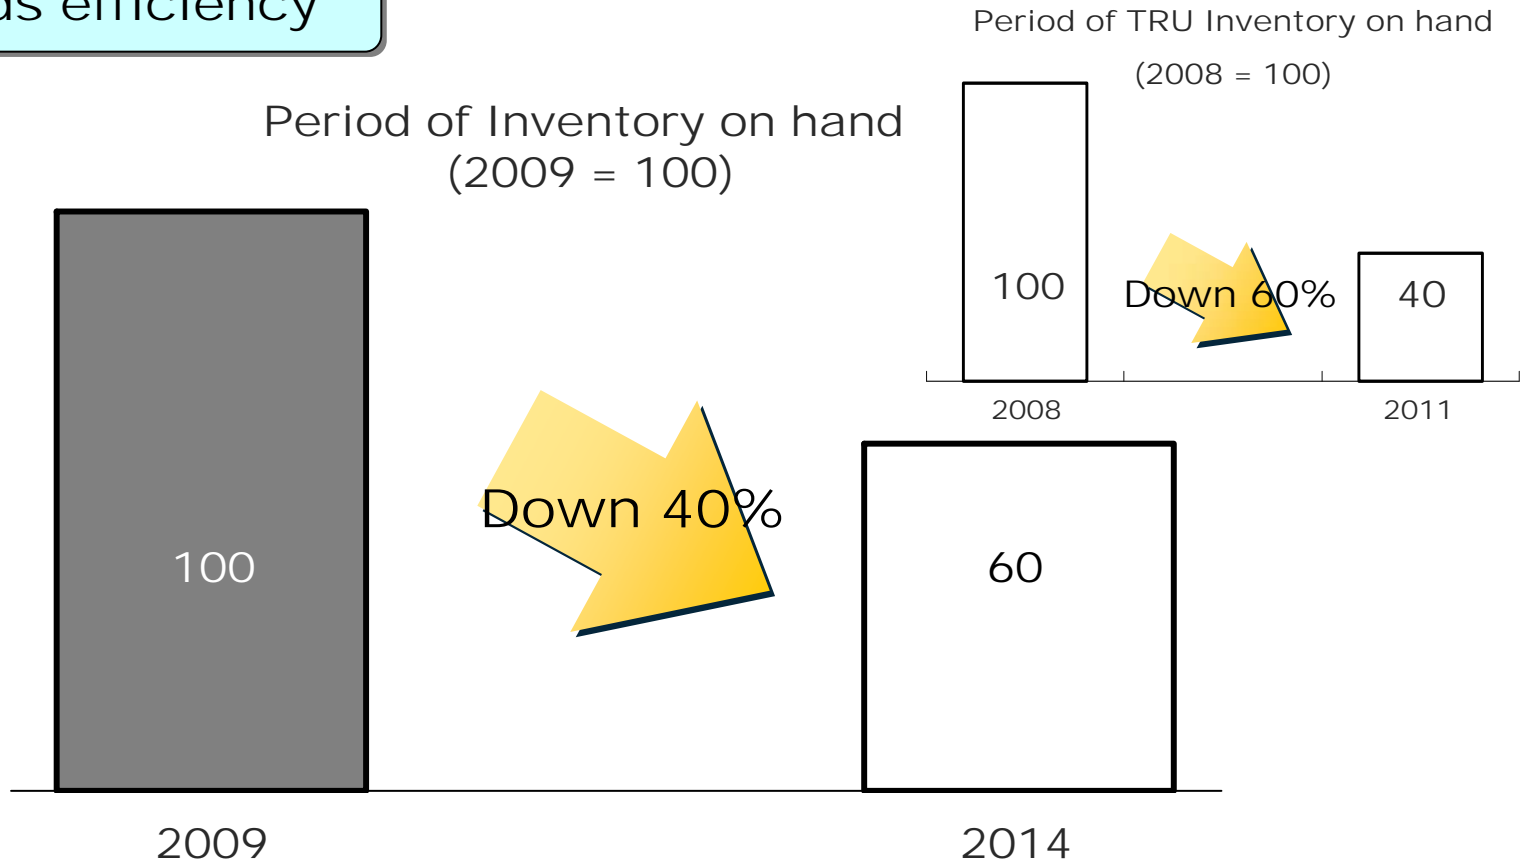 efficiency
Period of TRU Inventory on hand
(2008 = 100)
Period of Inventory on hand
(2009 = 100)
100
Down 60%
40
2008
2011
Down 40%
100
60
2009
2014